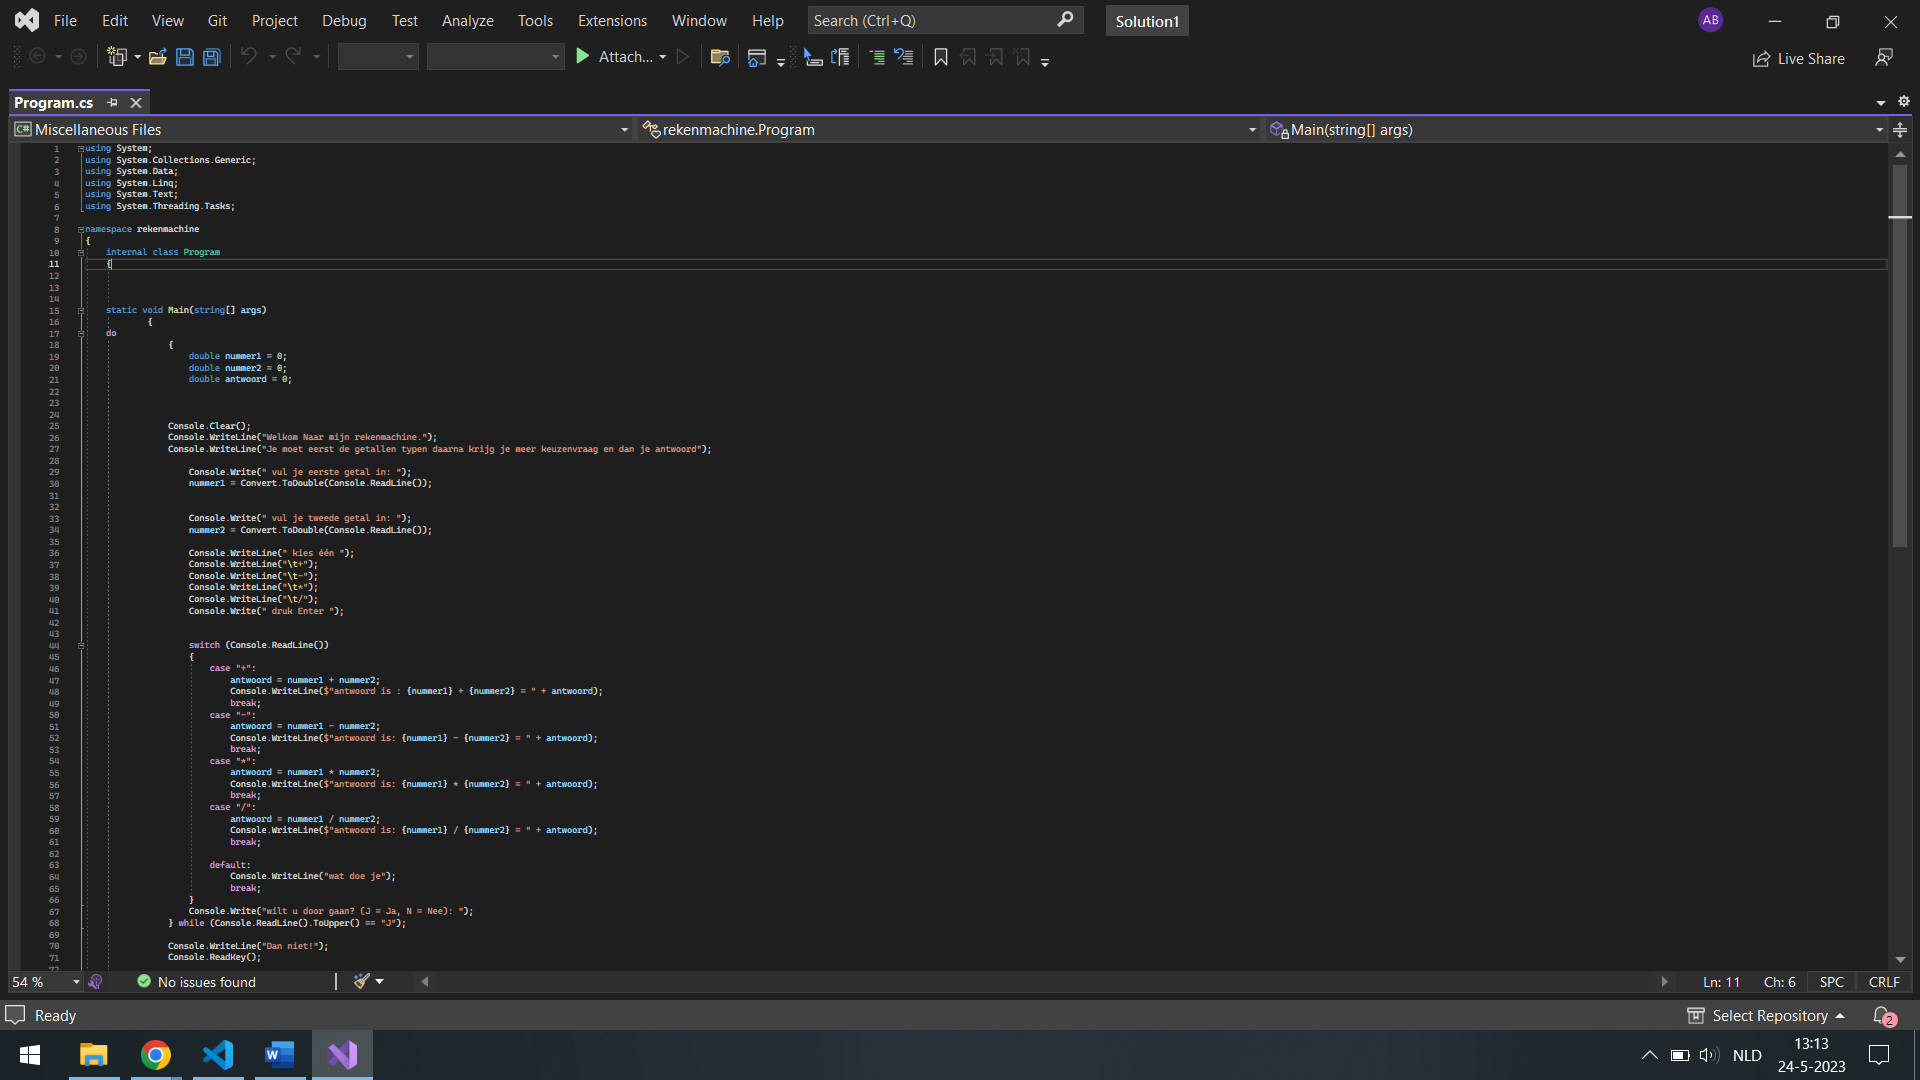 File Edit View Git Project Debug Test Analyze Tools Extensions Window Help Search (Ctrl+Q) Solution1 AB
Attach... Live Share
Program.cs
C# Miscellaneous Files rekenmachine.Program Main(string[] args)
1 using System;
2 using System.Collections.Generic;
3 using System.Data;
4 using System.Linq;
5 using System.Text;
6 using System.Threading.Tasks;
7
8 namespace rekenmachine
9 {
10 internal class Program
11 {
12
13
14
15 static void Main(string[] args)
16 {
17 do
18 {
19 double nummer1 = 0;
20 double nummer2 = 0;
21 double antwoord = 0;
22
23
24
25 Console.Clear();
26 Console.WriteLine("Welkom Naar mijn rekenmachine.");
27 Console.WriteLine("Je moet eerst de getallen typen daarna krijg je meer keuzenvraag en dan je antwoord");
28
29 Console.Write(" vul je eerste getal in: ");
30 nummer1 = Convert.ToDouble(Console.ReadLine());
31
32
33 Console.Write(" vul je tweede getal in: ");
34 nummer2 = Convert.ToDouble(Console.ReadLine());
35
36 Console.WriteLine(" kies één ");
37 Console.WriteLine("\t+");
38 Console.WriteLine("\t-");
39 Console.WriteLine("\t*");
40 Console.WriteLine("\t/");
41 Console.Write(" druk Enter ");
42
43
44 switch (Console.ReadLine())
45 {
46 case "+":
47 antwoord = nummer1 + nummer2;
48 Console.WriteLine($"antwoord is : {nummer1} + {nummer2} = " + antwoord);
49 break;
50 case "-":
51 antwoord = nummer1 - nummer2;
52 Console.WriteLine($"antwoord is: {nummer1} - {nummer2} = " + antwoord);
53 break;
54 case "*":
55 antwoord = nummer1 * nummer2;
56 Console.WriteLine($"antwoord is: {nummer1} * {nummer2} = " + antwoord);
57 break;
58 case "/":
59 antwoord = nummer1 / nummer2;
60 Console.WriteLine($"antwoord is: {nummer1} / {nummer2} = " + antwoord);
61 break;
62
63 default:
64 Console.WriteLine("wat doe je");
65 break;
66 }
67 Console.Write("wilt u door gaan? (J = Ja, N = Nee): ");
68 } while (Console.ReadLine().ToUpper() == "J");
69
70 Console.WriteLine("Dan niet!");
71 Console.ReadKey();
72
54 % No issues found Ln: 11 Ch: 6 SPC CRLF
Ready Select Repository 2
W NLD 13:13
24-5-2023